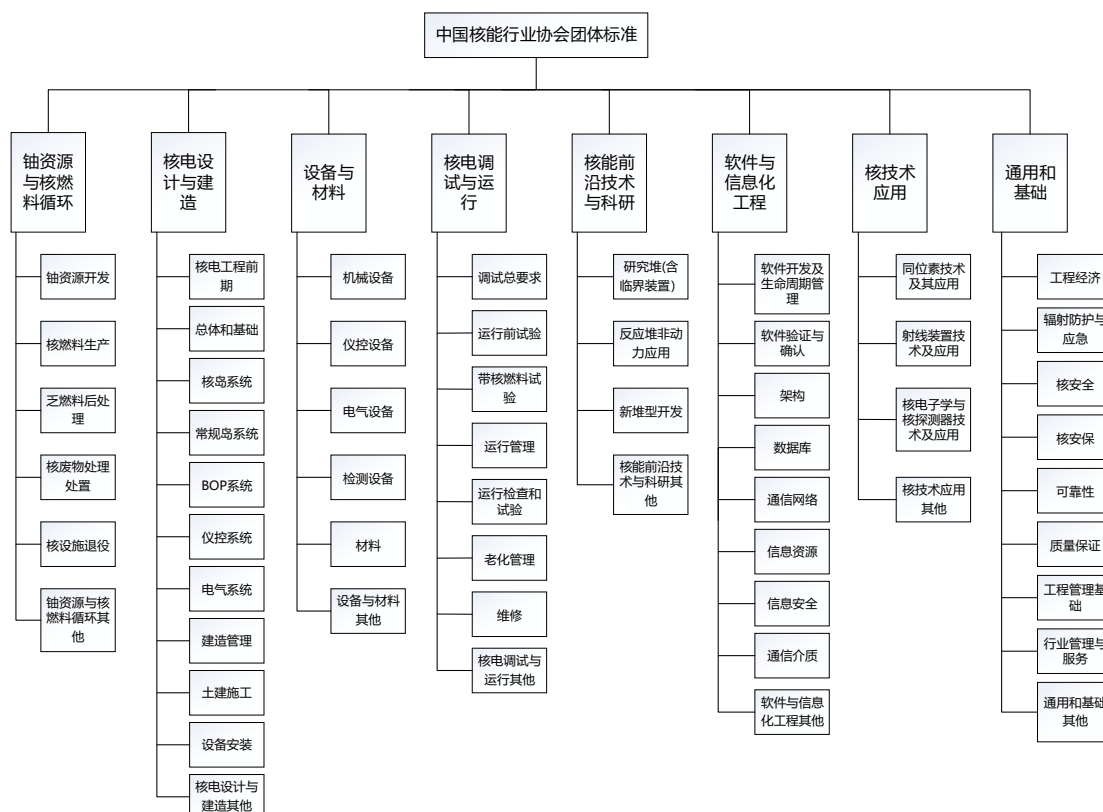 中国核能行业协会团体标准
铀资源
与核燃
料循环
铀资源开发
核燃料生产
乏燃料后处
理
核废物处理
处置
核设施退役
铀资源与核
燃料循环其
他
核电设
计与建
造
核电工程前
期
总体和基础
核岛系统
常规岛系统
BOP系统
仪控系统
电气系统
建造管理
土建施工
设备安装
核电设计与
建造其他
设备与
材料
机械设备
仪控设备
电气设备
检测设备
材料
设备与材料
其他
核电调
试与运
行
调试总要求
运行前试验
带核燃料试
验
运行管理
运行检查和
试验
老化管理
维修
核电调试与
运行其他
核能前
沿技术
与科研
研究堆(含
临界装置）
反应堆非动
力应用
新堆型开发
核能前沿技
术与科研其
他
软件与
信息化
工程
软件开发及
生命周期管
理
软件验证与
确认
架构
数据库
通信网络
信息资源
信息安全
通信介质
软件与信息
化工程其他
核技术
应用
同位素技术
及其应用
射线装置技
术及应用
核电子学与
核探测器技
术及应用
核技术应用
其他
通用和
基础
工程经济
辐射防护与
应急
核安全
核安保
可靠性
质量保证
工程管理基
础
行业管理与
服务
通用和基础
其他